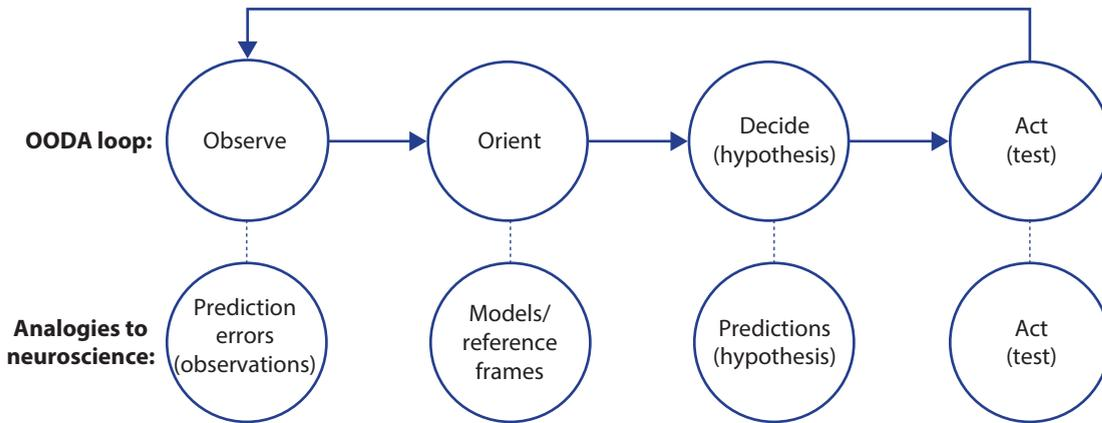 OODA loop:
Observe
Orient
Decide
(hypothesis)
Act
(test)
Analogies to
neuroscience:
Prediction
errors
(observations)
Models/
reference
frames
Predictions
(hypothesis)
Act
(test)